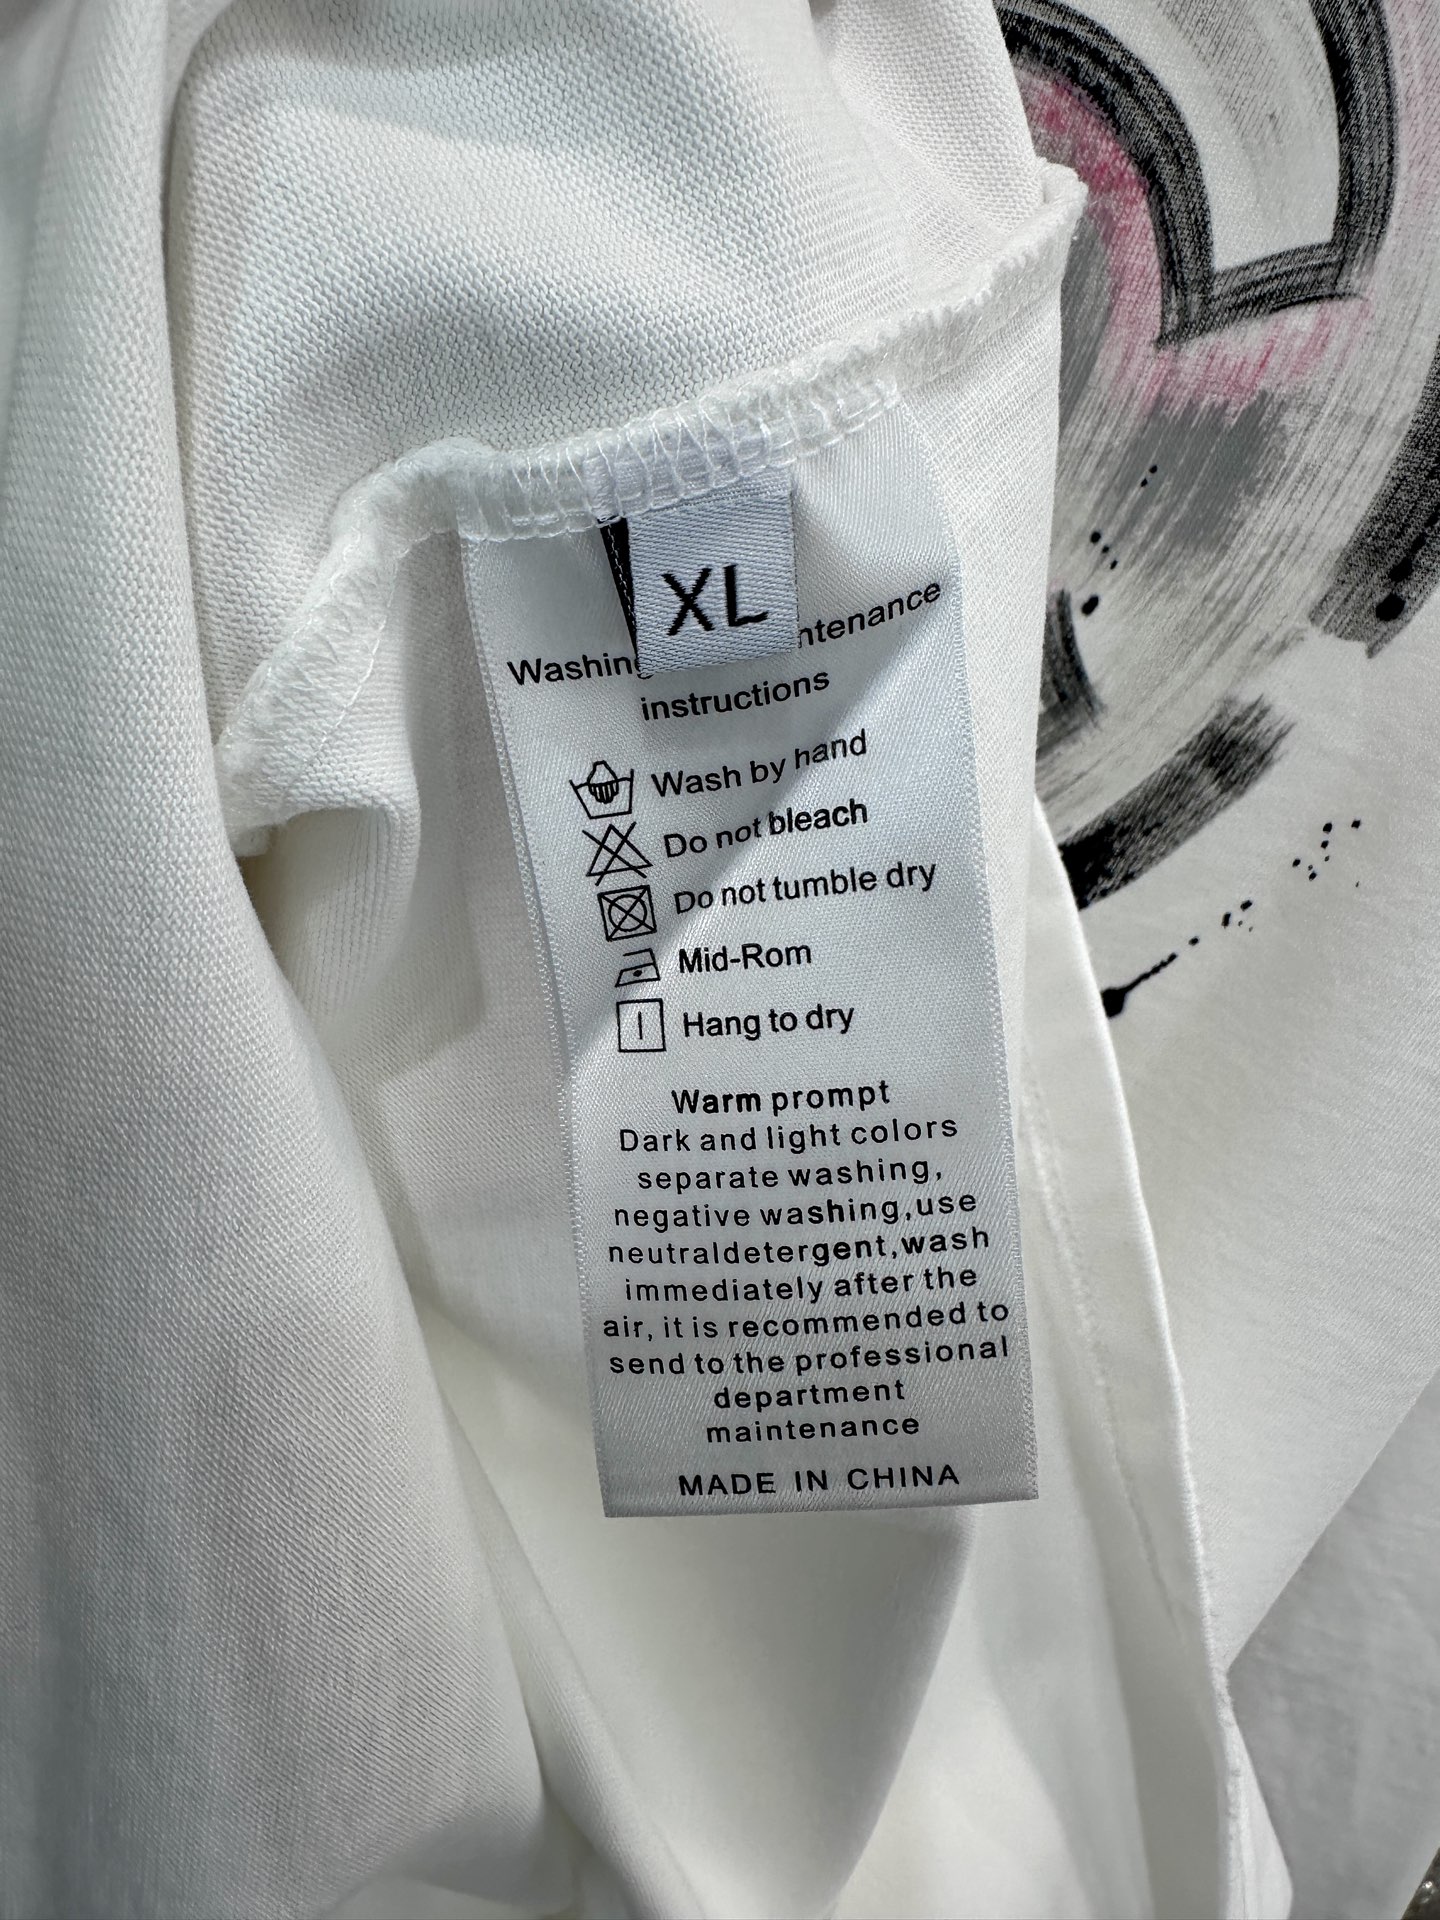 XL
Washing ntenance
instructions
Wash by hand
Do not bleach
Do not tumble dry
Mid-Rom
Hang to dry
Warm prompt
Dark and light colors
separate washing,
negative washing,use
neutraldetergent,wash
immediately after the
air, it is recommended to
send to the professional
department
maintenance
MADE IN CHINA